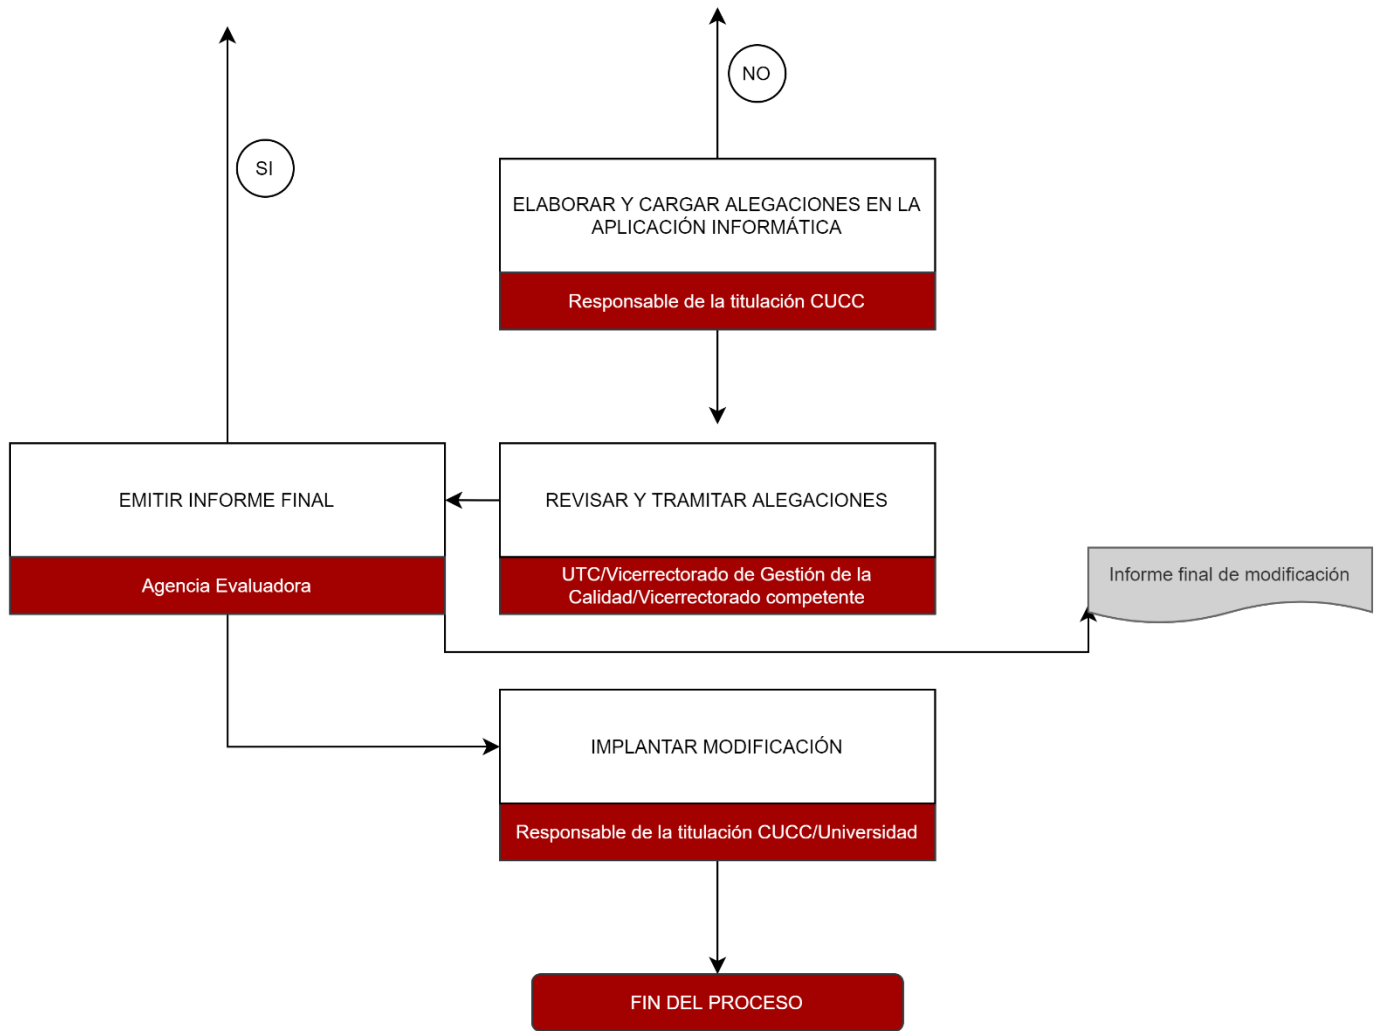 NO
SI
ELABORAR Y CARGAR ALEGACIONES EN LA
APLICACIÓN INFORMÁTICA
Responsable de la titulación CUCC
EMITIR INFORME FINAL
Agencia Evaluadora
REVISAR Y TRAMITAR ALEGACIONES
UTC/Vicerrectorado de Gestión de la
Calidad/Vicerrectorado competente
Informe final de modificación
IMPLANTAR MODIFICACIÓN
Responsable de la titulación CUCC/Universidad
FIN DEL PROCESO